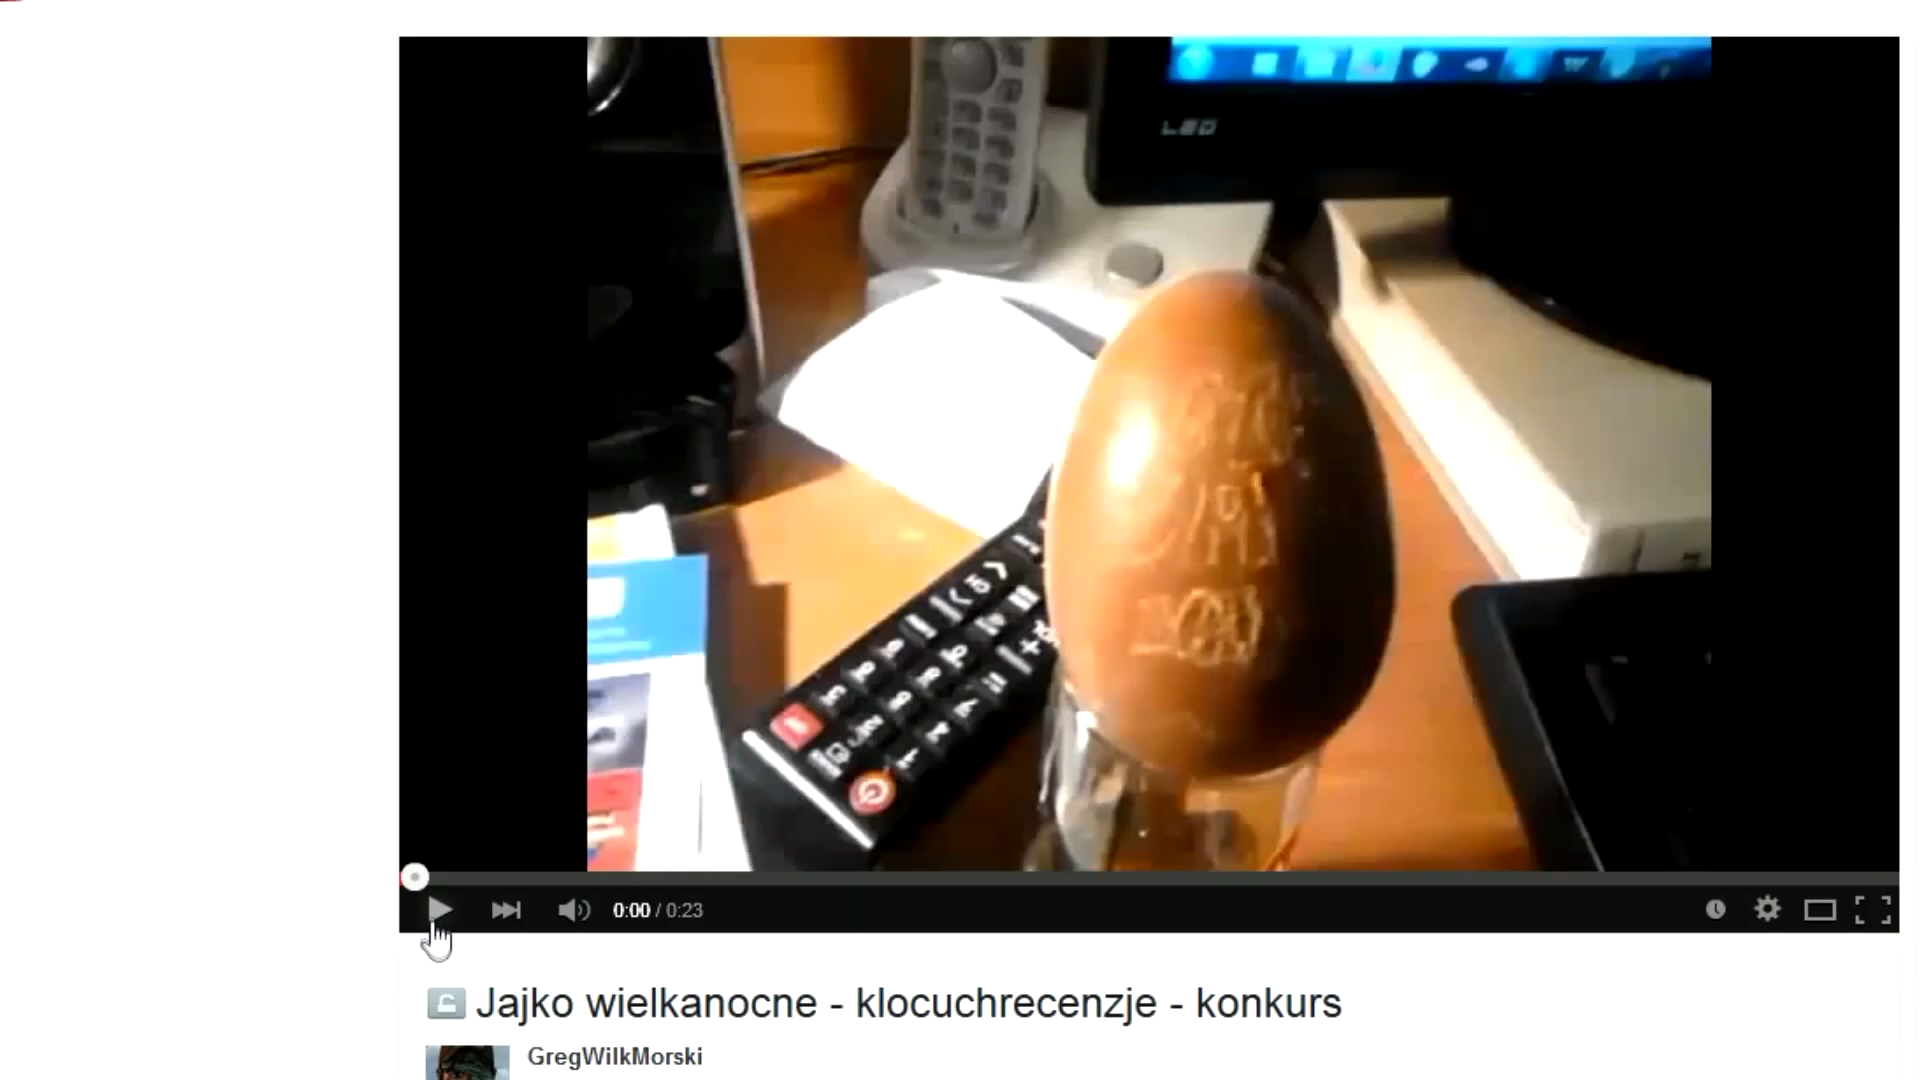 LED
0:00 / 0:23
Jajko wielkanocne - klocuchrecenzje - konkurs
GregWilkMorski